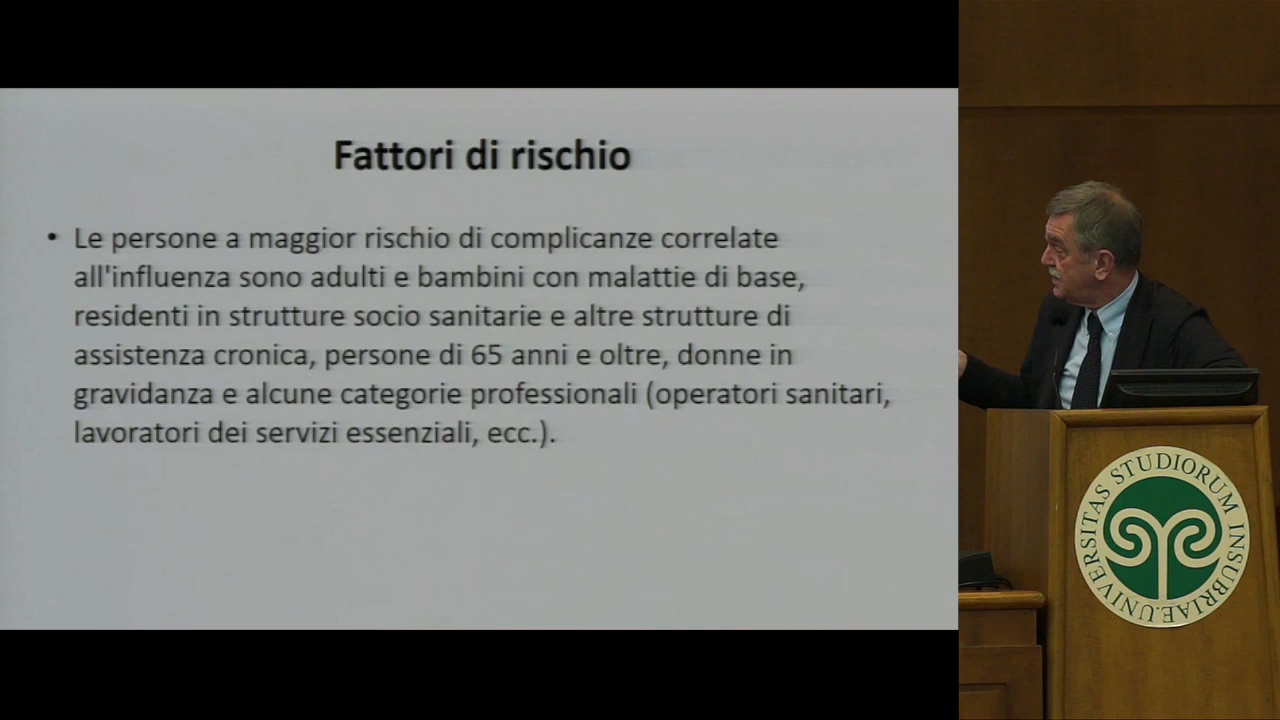 Fattori di rischio
• Le persone a maggior rischio di complicanze correlate
all'influenza sono adulti e bambini con malattie di base,
residenti in strutture socio sanitarie e altre strutture di
assistenza cronica, persone di 65 anni e oltre, donne in
gravidanza e alcune categorie professionali (operatori sanitari,
lavoratori dei servizi essenziali, ecc.).
UNIVERSITAS STUDIORUM INSUBRIAE